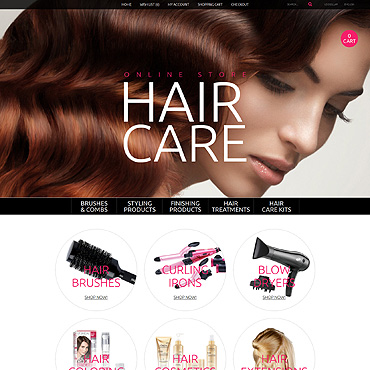 HOME WISH LIST (0) MY ACCOUNT SHOPPING CART CHECKOUT
0
CART
ONLINE STORE
HAIR
CARE
BRUSHES
& COMBS
STYLING
PRODUCTS
FINISHING
PRODUCTS
HAIR
TREATMENTS
HAIR
CARE KITS
HAIR
BRUSHES
SHOP NOW!
CURLING
IRONS
SHOP NOW!
BLOW
DRYERS
SHOP NOW!
HAIR
COLORING
HAIR
COSMETICS
HAIR
EXTENSIONS